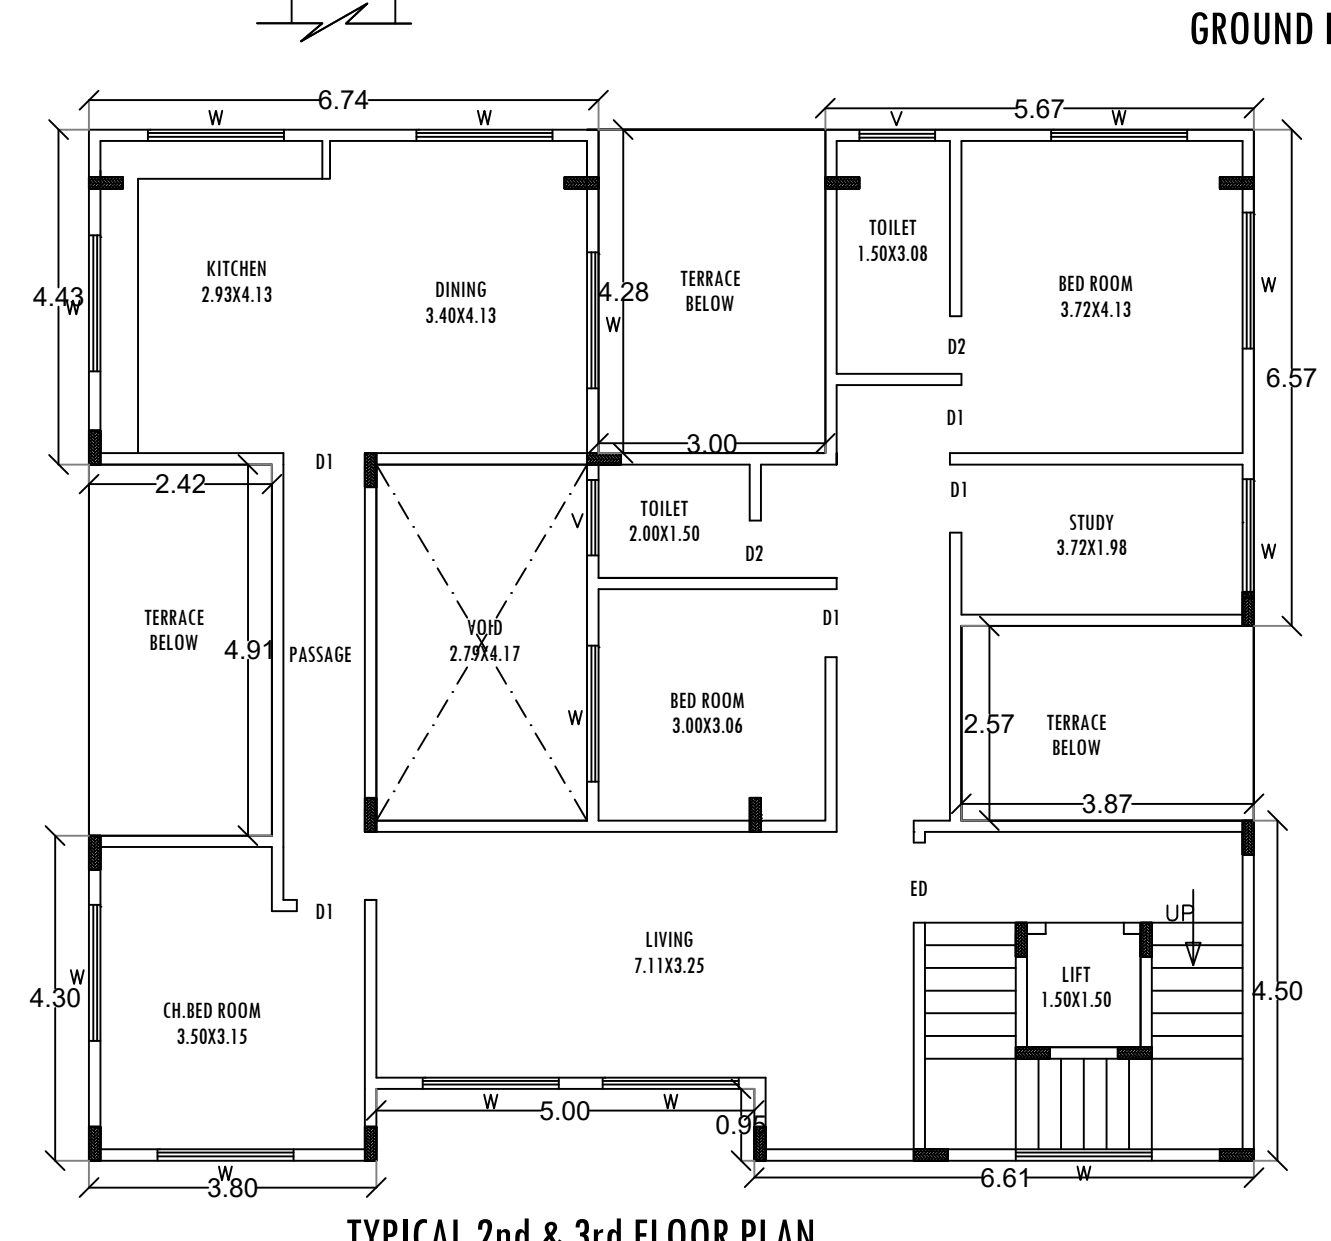 GROUND
6.74
5.67
W
W
V
W
TOILET
1.50X3.08
KITCHEN
2.93X4.13
DINING
3.40X4.13
TERRACE
BELOW
BED ROOM
3.72X4.13
W
4.43
W
4.28
W
D2
6.57
D1
3.00
D1
2.42
D1
TOILET
2.00X1.50
V
D2
STUDY
3.72X1.98
W
TERRACE
BELOW
4.91
PASSAGE
VOID
2.79X4.17
D1
BED ROOM
3.00X3.06
W
2.57
TERRACE
BELOW
3.87
ED
D1
UP
LIVING
7.11X3.25
LIFT
1.50X1.50
W
4.30
4.50
CH.BED ROOM
3.50X3.15
W
W
5.00
0.95
W
3.80
W
6.61
TYPICAL 2nd & 3rd FLOOR PLAN